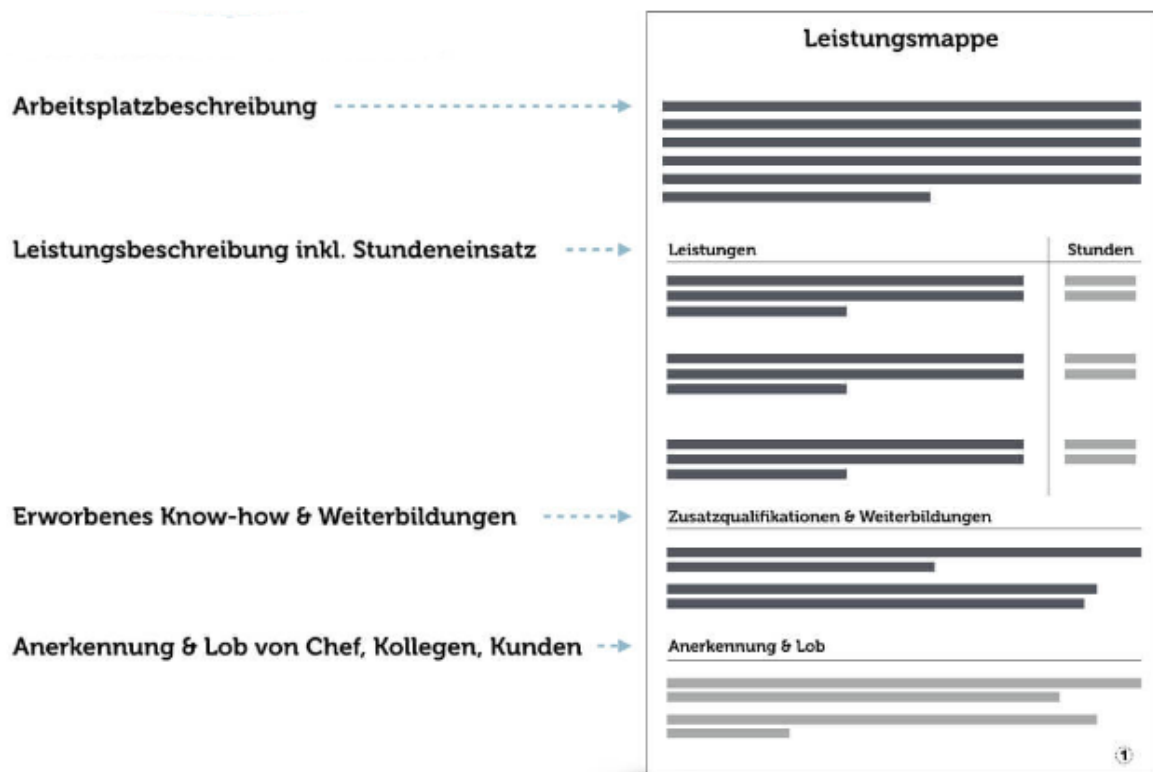 Leistungsmappe
Arbeitsplatzbeschreibung
Leistungsbeschreibung inkl. Stundeneinsatz
Leistungen
Stunden
Erworbenes Know-how & Weiterbildungen
Zusatzqualifikationen & Weiterbildungen
Anerkennung & Lob von Chef, Kollegen, Kunden
Anerkennung & Lob
1